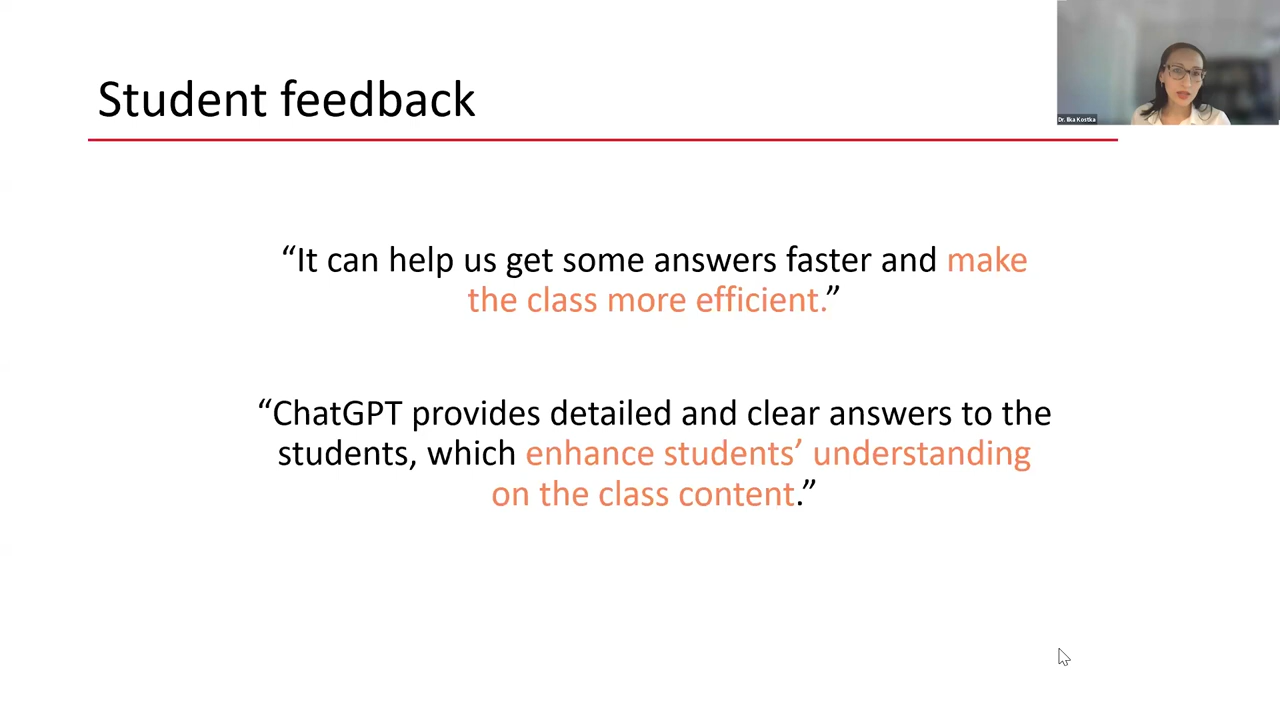 Student feedback
Dr. Ilka Kostka
“It can help us get some answers faster and make
the class more efficient.”
“ChatGPT provides detailed and clear answers to the
students, which enhance students’ understanding
on the class content.”